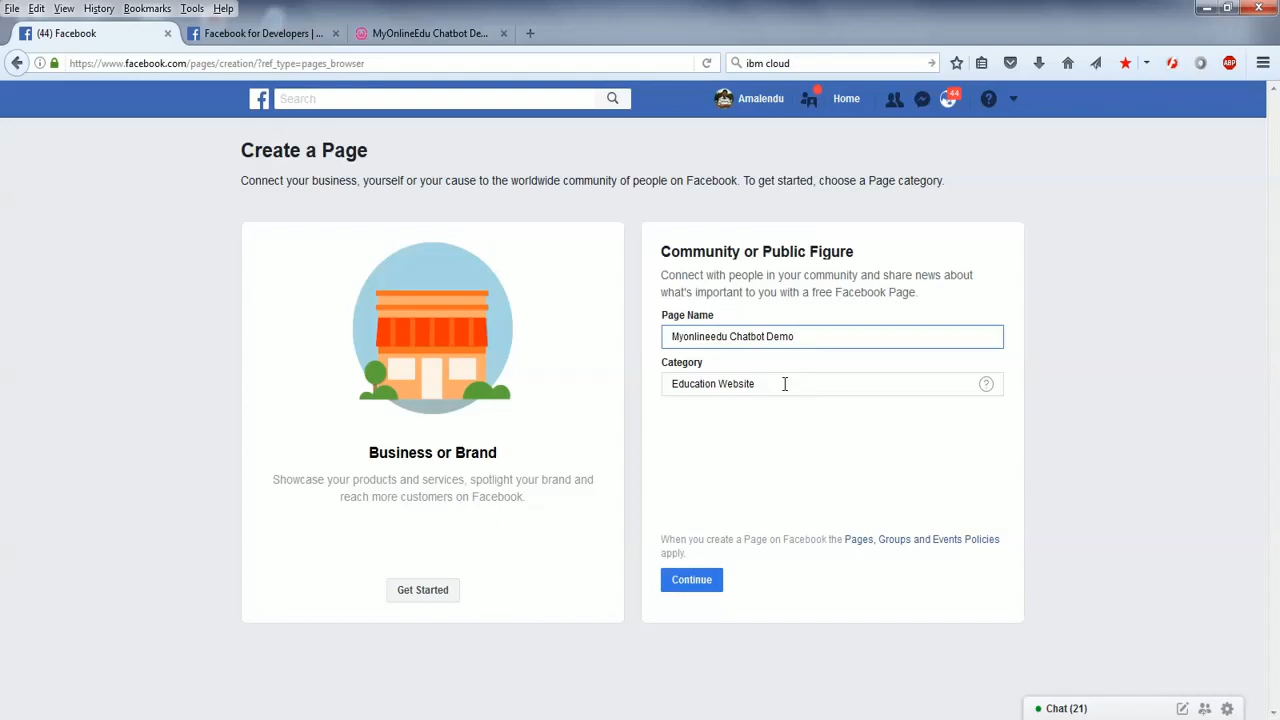 File Edit View History Bookmarks Tools Help
(44) Facebook
Facebook for Developers | ...
MyOnlineEdu Chatbot De...
https://www.facebook.com/pages/creation/?ref_type=pages_browser
ibm cloud
ABP
Search
Amalendu
Home
44
Create a Page
Connect your business, yourself or your cause to the worldwide community of people on Facebook. To get started, choose a Page category.
Business or Brand
Showcase your products and services, spotlight your brand and
reach more customers on Facebook.
Get Started
Community or Public Figure
Connect with people in your community and share news about
what's important to you with a free Facebook Page.
Page Name
Myonlineedu Chatbot Demo
Category
Education Website
When you create a Page on Facebook the Pages, Groups and Events Policies
apply.
Continue
Chat (21)